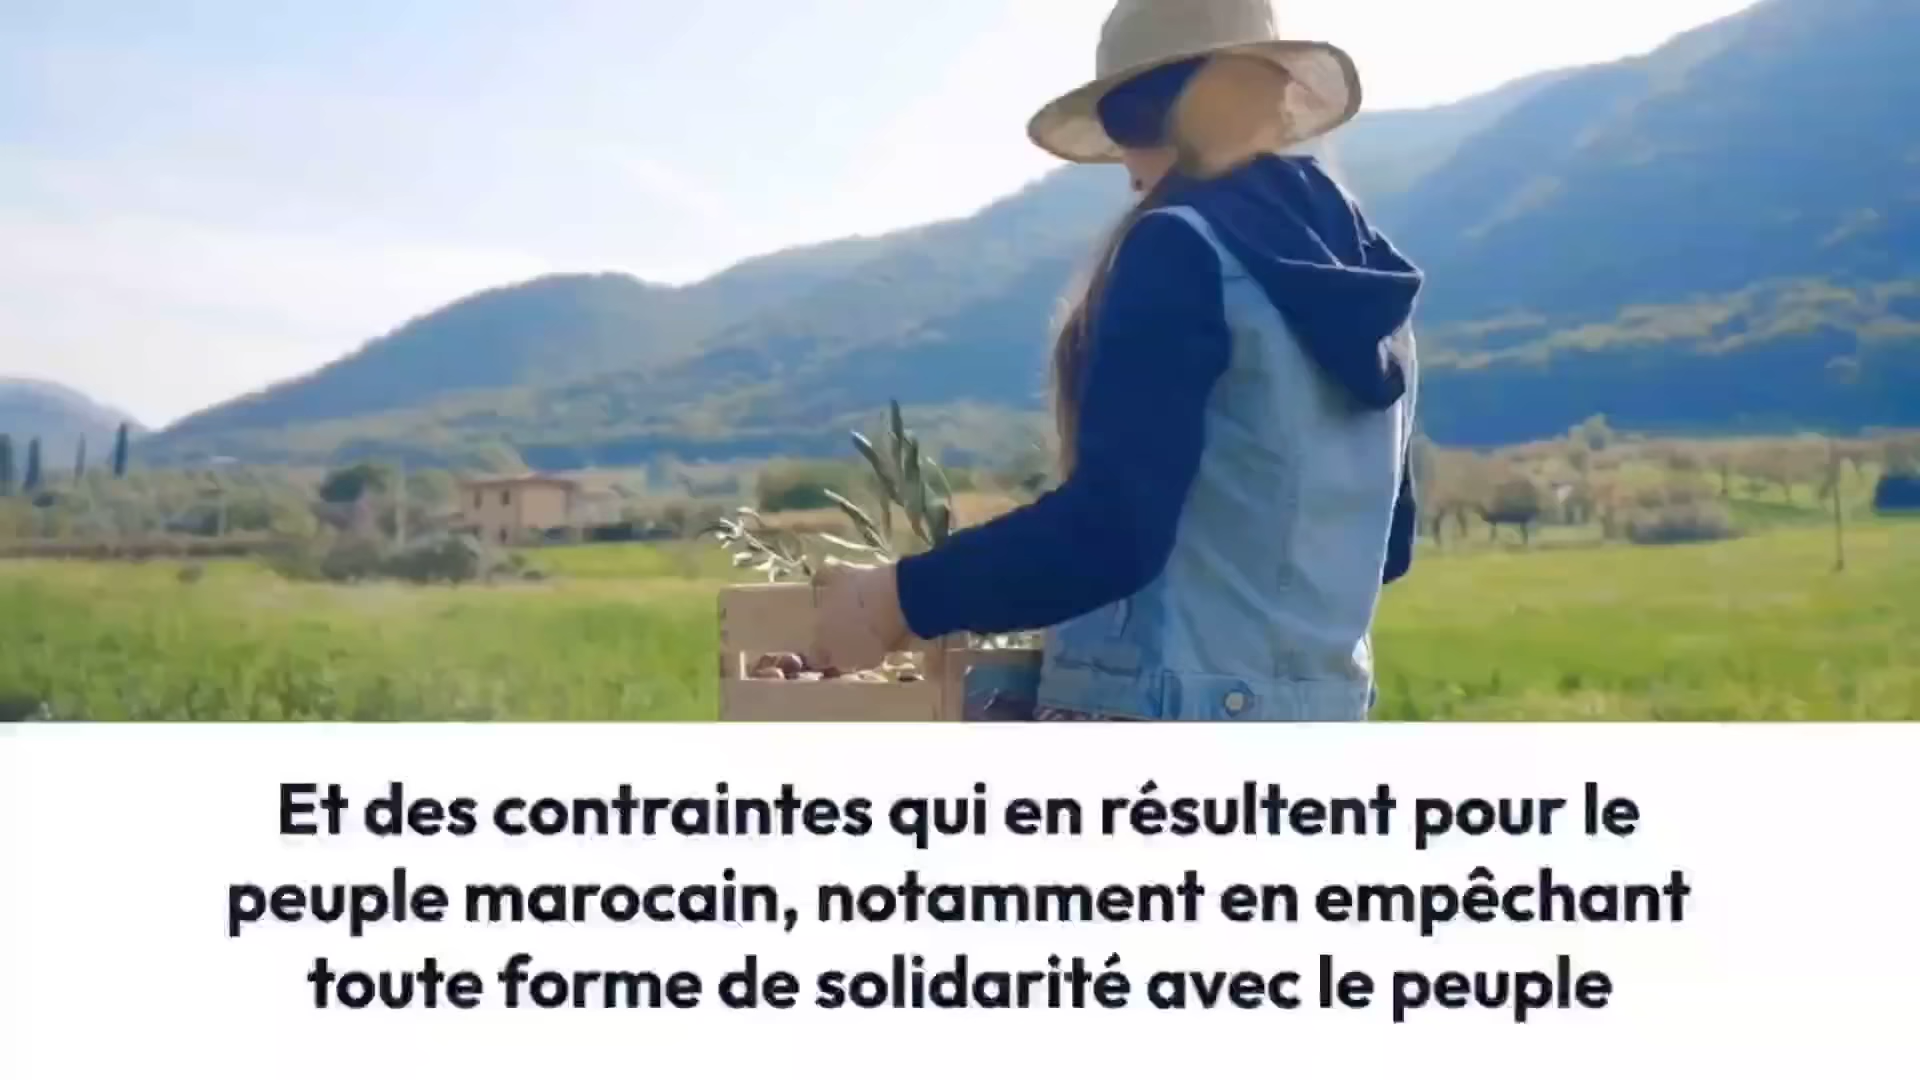 Et des contraintes qui en résultent pour le
peuple marocain, notamment en empêchant
toute forme de solidarité avec le peuple